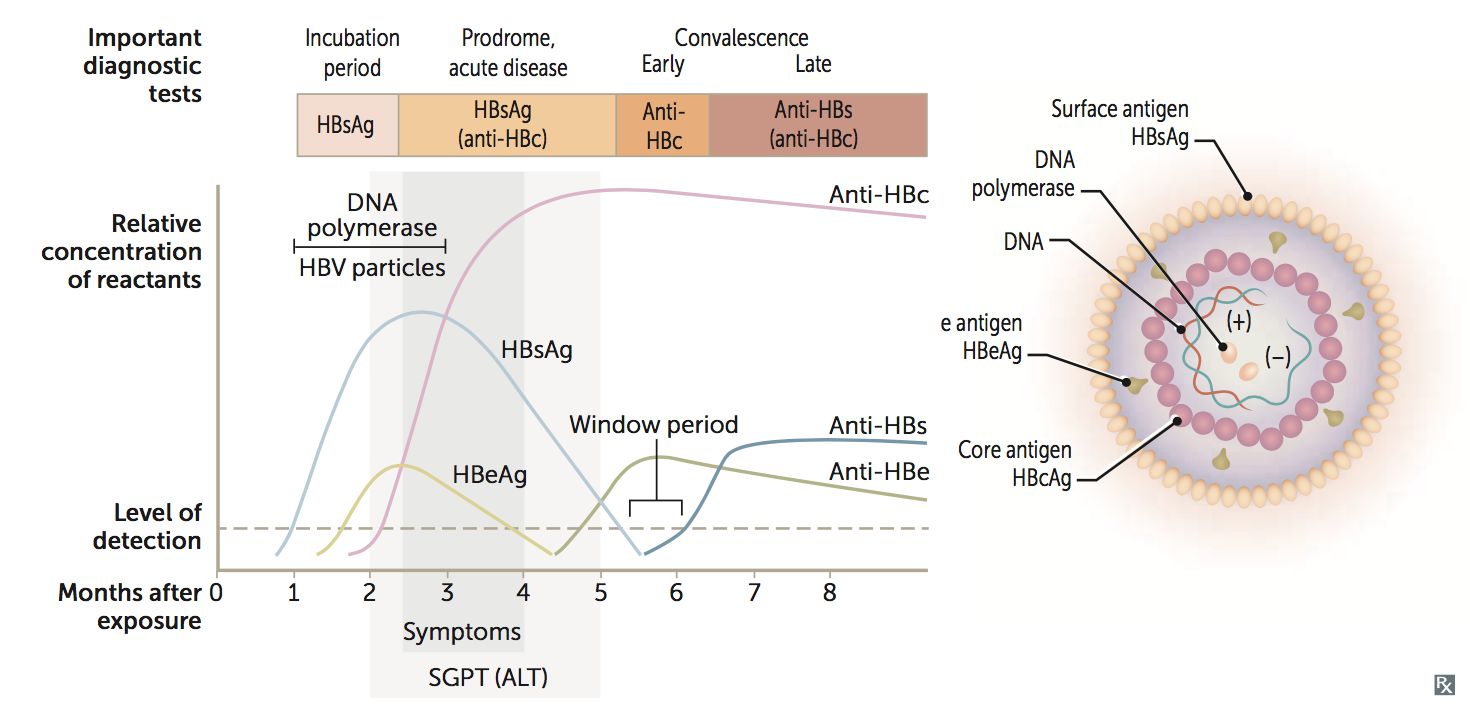 Important
diagnostic
tests
Incubation
period
Prodrome,
acute disease
Convalescence
Early
Late
HBsAg
HBsAg
(anti-HBc)
Anti-
HBc
Anti-HBs
(anti-HBc)
Relative
concentration
of reactants
DNA
polymerase
HBV particles
Anti-HBc
HBsAg
Window period
HBeAg
Anti-HBs
Anti-HBe
Level of
detection
Months after
exposure
0 1 2 3 4 5 6 7 8
Symptoms
SGPT (ALT)
Surface antigen
HBsAg
DNA
polymerase
DNA
e antigen
HBeAg
Core antigen
HBcAg
(+)
(–)
Rx